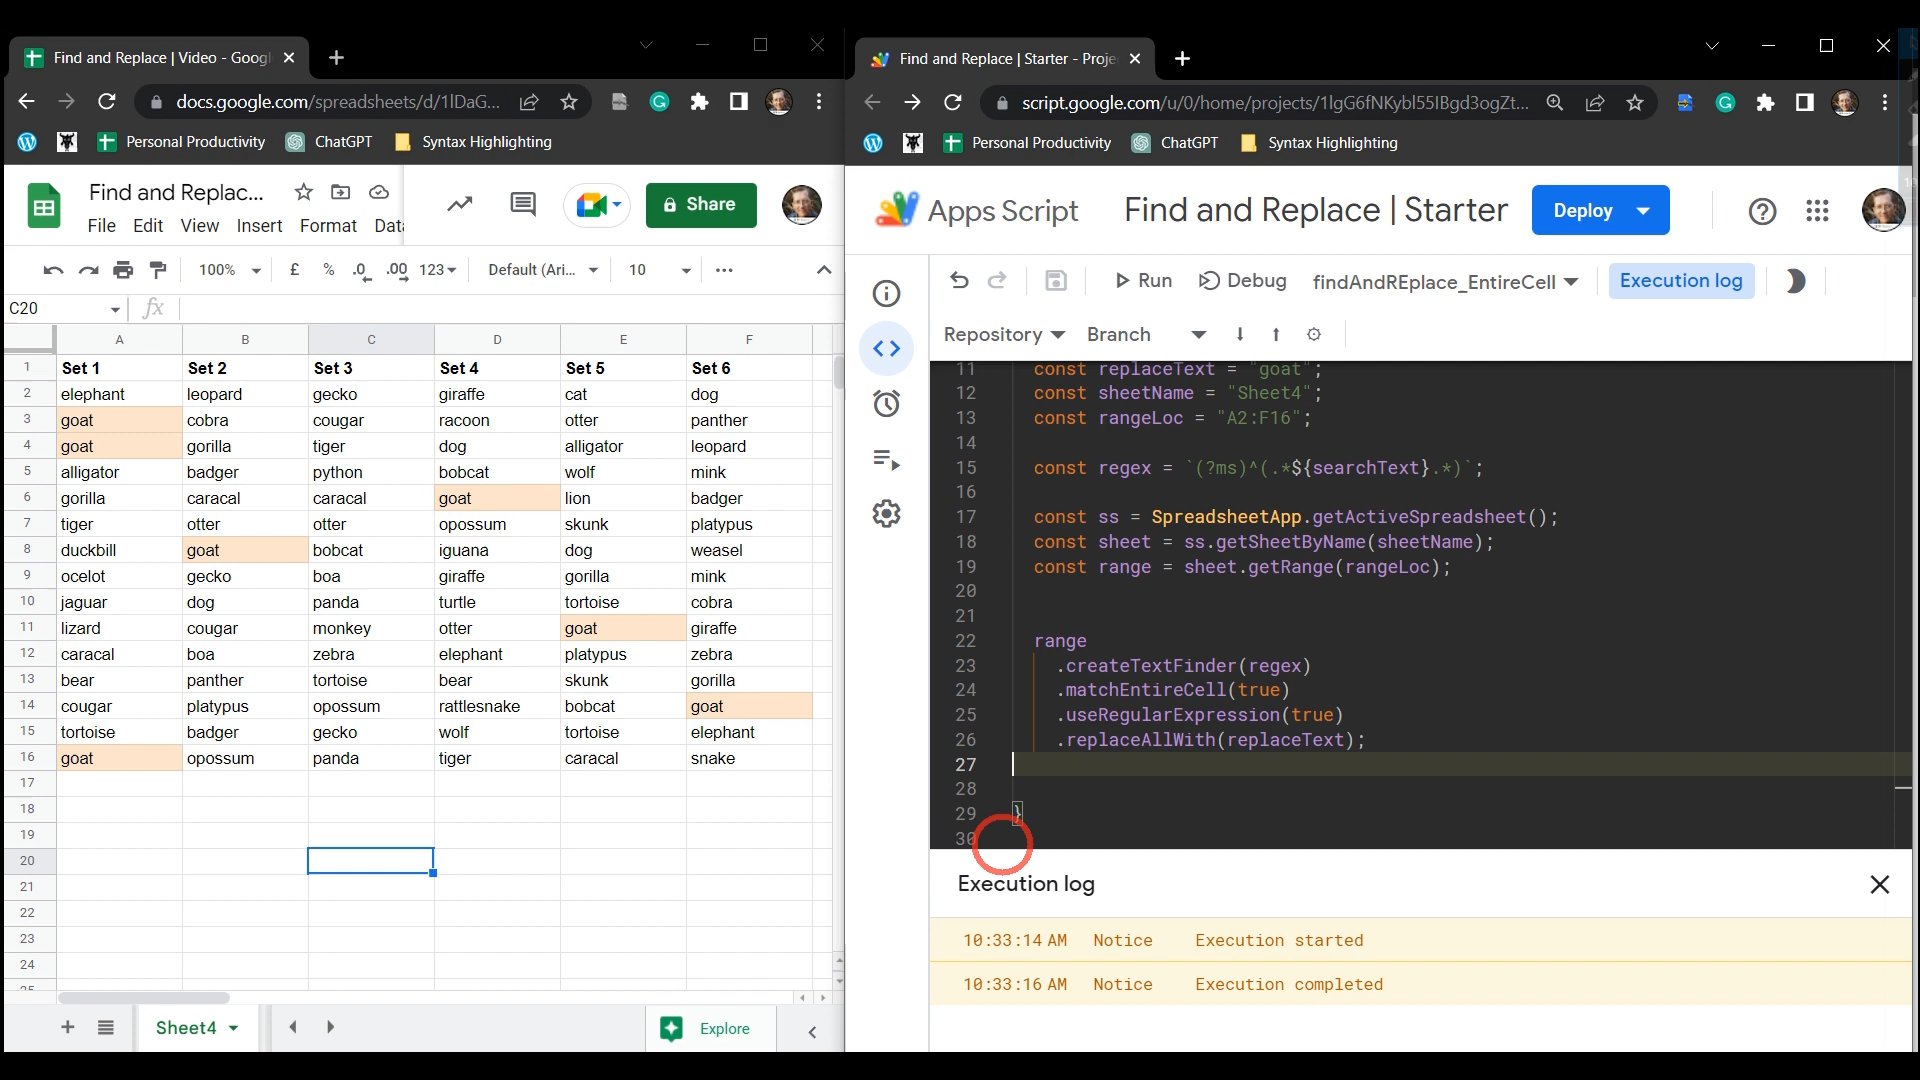 Find and Replace | Video - Googl
docs.google.com/spreadsheets/d/1lDaG...
Personal Productivity
ChatGPT
Syntax Highlighting
Find and Replac...
File Edit View Insert Format Data
Share
100% £ % .0 .00 123 Default (Ari... 10
C20 fx
A B C D E F
1 Set 1 Set 2 Set 3 Set 4 Set 5 Set 6
2 elephant leopard gecko giraffe cat dog
3 goat cobra cougar racoon otter panther
4 goat gorilla tiger dog alligator leopard
5 alligator badger python bobcat wolf mink
6 gorilla caracal caracal goat lion badger
7 tiger otter otter opossum skunk platypus
8 duckbill goat bobcat iguana dog weasel
9 ocelot gecko boa giraffe gorilla mink
10 jaguar dog panda turtle tortoise cobra
11 lizard cougar monkey otter goat giraffe
12 caracal boa zebra elephant platypus zebra
13 bear panther tortoise bear skunk gorilla
14 cougar platypus opossum rattlesnake bobcat goat
15 tortoise badger gecko wolf tortoise elephant
16 goat opossum panda tiger caracal snake
17
18
19
20
21
22
23
24
25
Sheet4
Explore
Find and Replace | Starter - Proje
script.google.com/u/0/home/projects/1lgG6fNKybl55IBgd3ogZt...
Personal Productivity
ChatGPT
Syntax Highlighting
Apps Script Find and Replace | Starter Deploy
Run Debug findAndREplace_EntireCell Execution log
Repository Branch
11 const replaceText = "goat";
12 const sheetName = "Sheet4";
13 const rangeLoc = "A2:F16";
14
15 const regex = `(?ms)^(.*${searchText}.*)`;
16
17 const ss = SpreadsheetApp.getActiveSpreadsheet();
18 const sheet = ss.getSheetByName(sheetName);
19 const range = sheet.getRange(rangeLoc);
20
21
22 range
23 .createTextFinder(regex)
24 .matchEntireCell(true)
25 .useRegularExpression(true)
26 .replaceAllWith(replaceText);
27
28
29 }
30
Execution log
10:33:14 AM Notice Execution started
10:33:16 AM Notice Execution completed